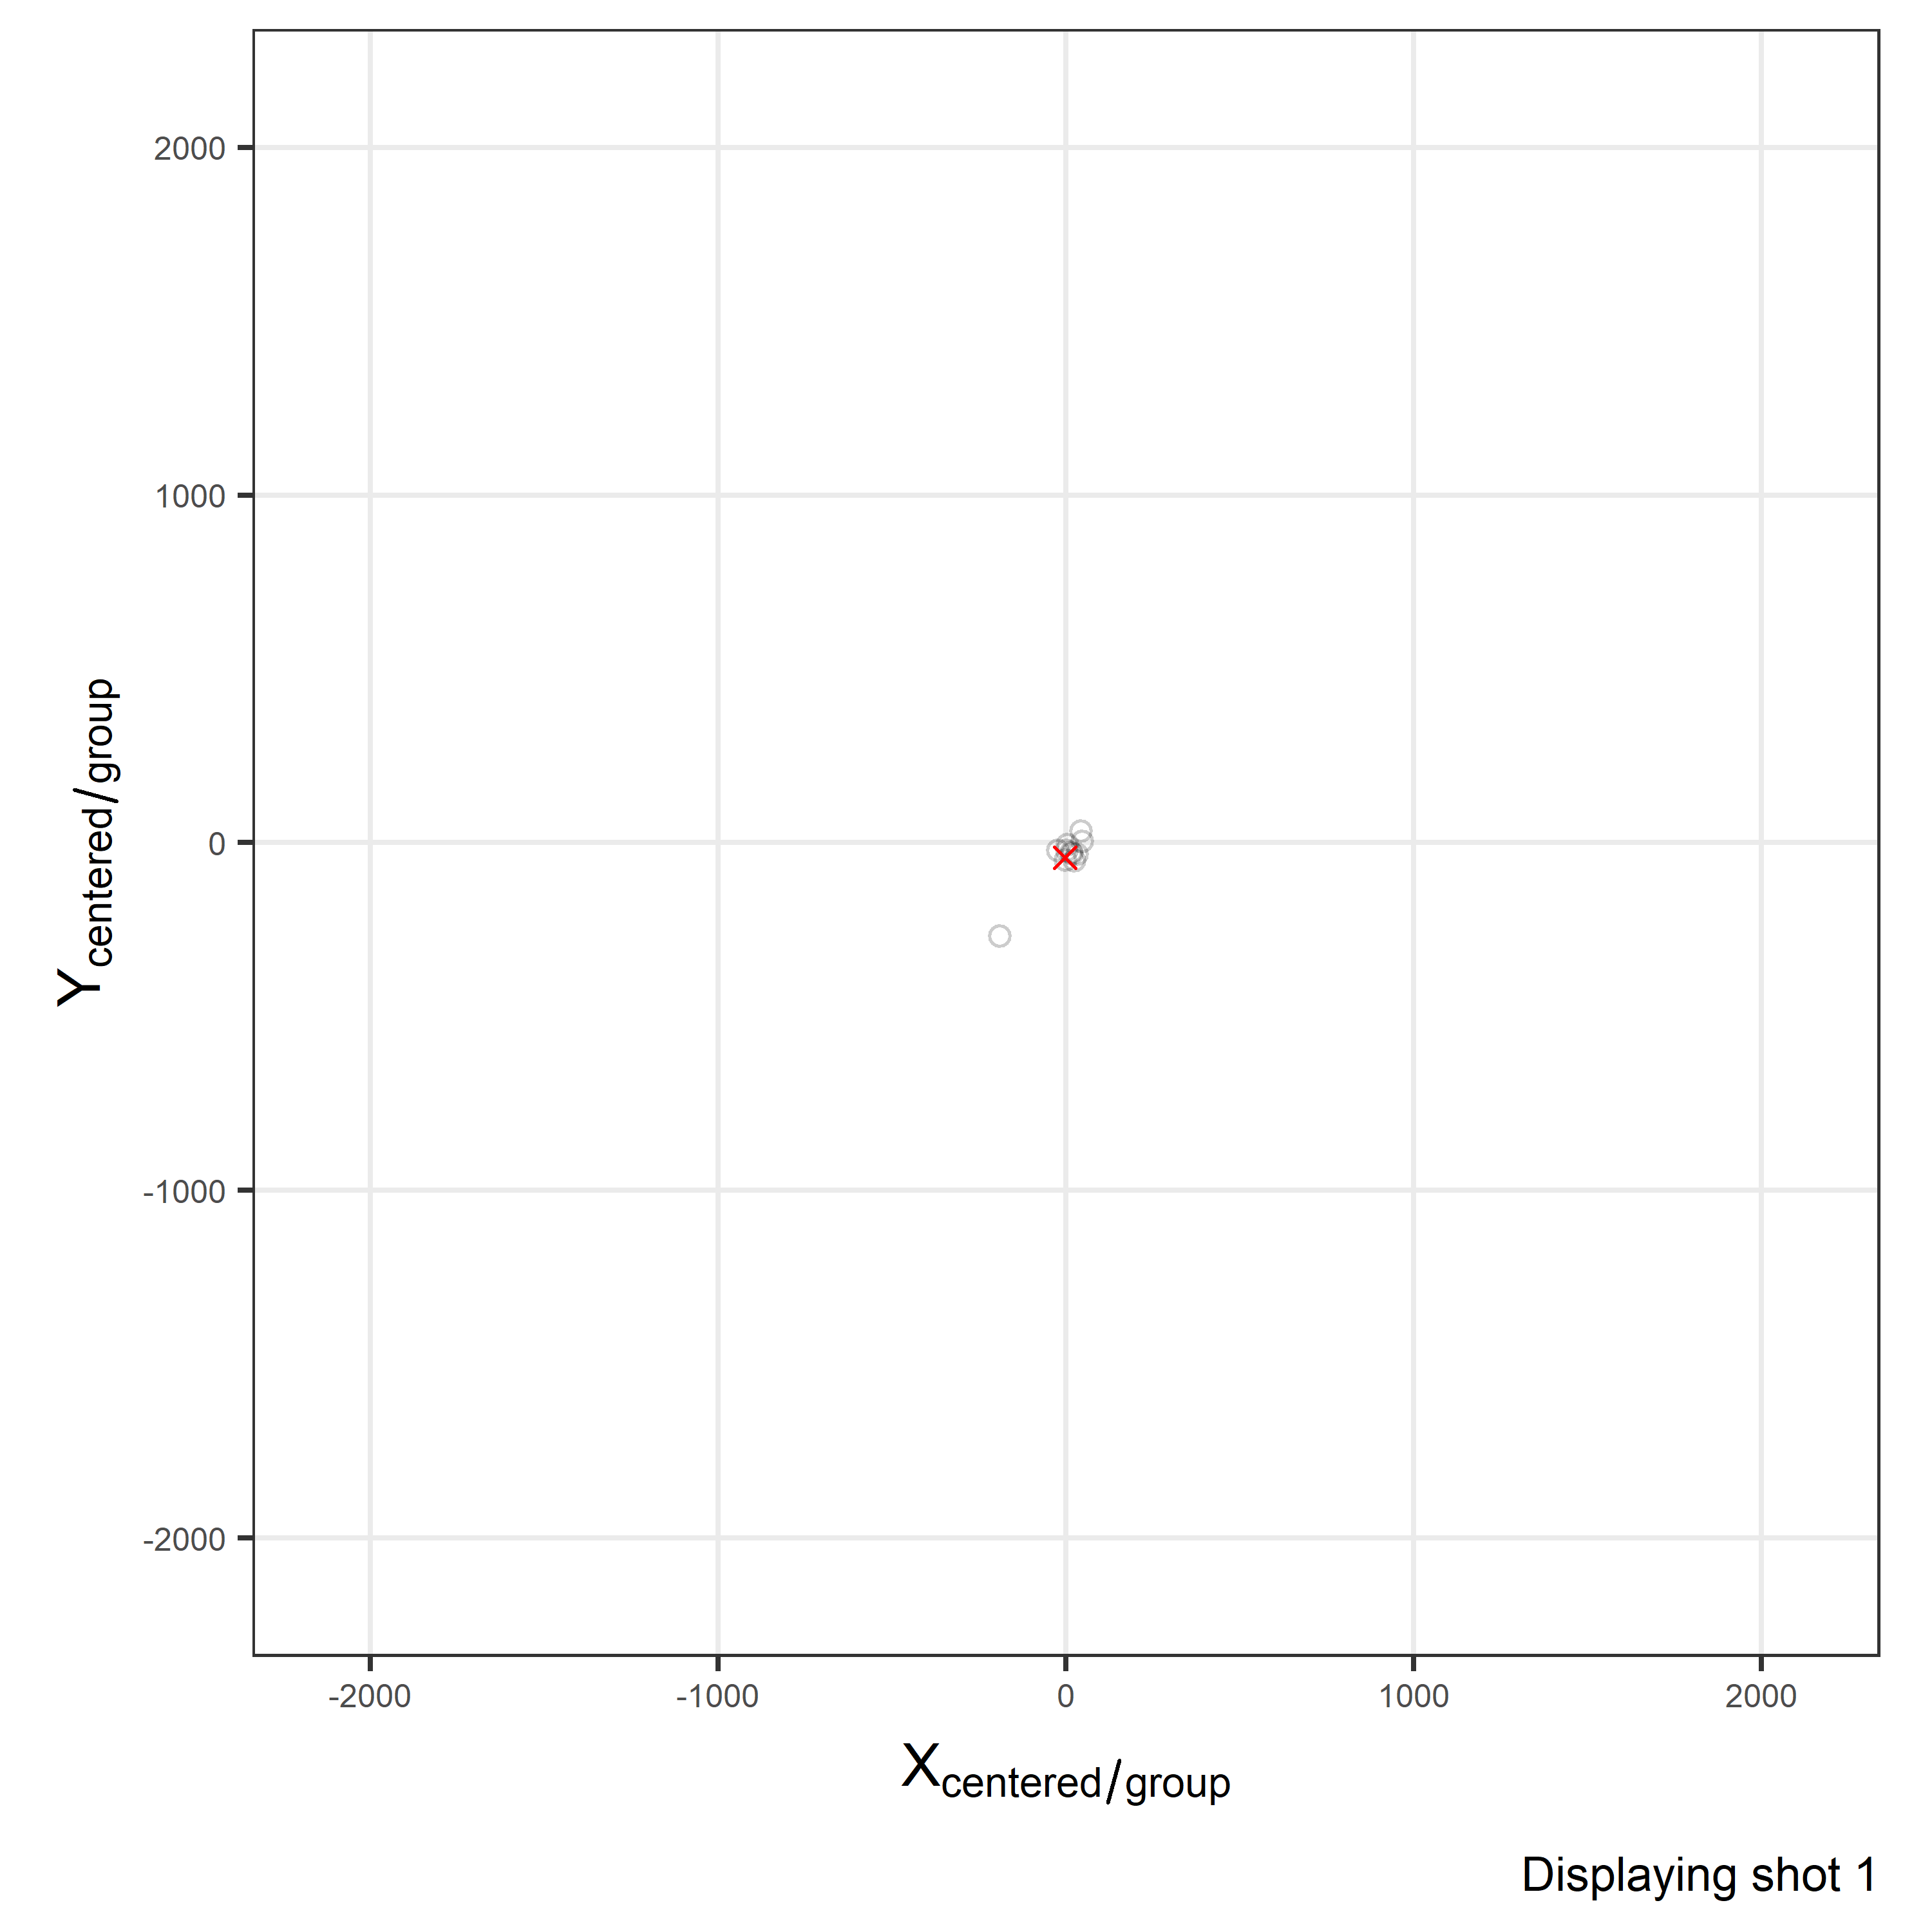 2000
1000
0
-1000
-2000
Ycentered/group
-2000 -1000 0 1000 2000
Xcentered/group
Displaying shot 1